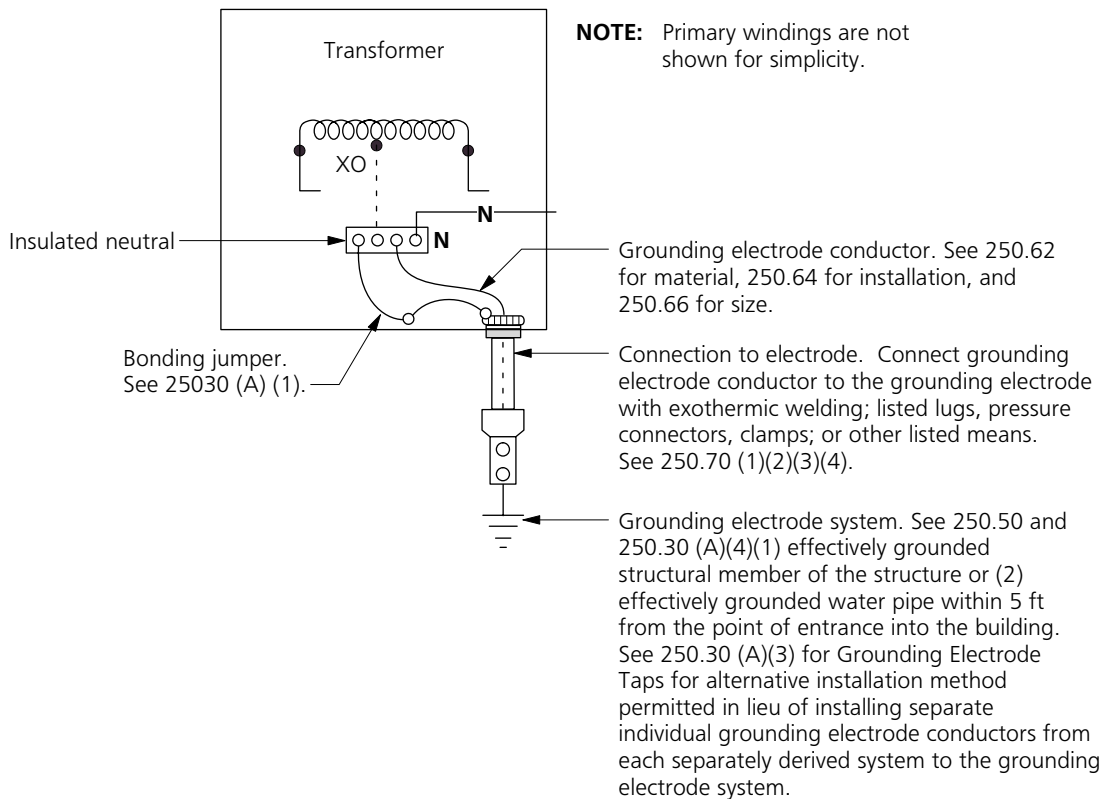 Transformer
NOTE: Primary windings are not
shown for simplicity.
XO
N
Insulated neutral
N
Grounding electrode conductor. See 250.62
for material, 250.64 for installation, and
250.66 for size.
Bonding jumper.
See 25030 (A) (1).
Connection to electrode. Connect grounding
electrode conductor to the grounding electrode
with exothermic welding; listed lugs, pressure
connectors, clamps; or other listed means.
See 250.70 (1)(2)(3)(4).
Grounding electrode system. See 250.50 and
250.30 (A)(4)(1) effectively grounded
structural member of the structure or (2)
effectively grounded water pipe within 5 ft
from the point of entrance into the building.
See 250.30 (A)(3) for Grounding Electrode
Taps for alternative installation method
permitted in lieu of installing separate
individual grounding electrode conductors from
each separately derived system to the grounding
electrode system.